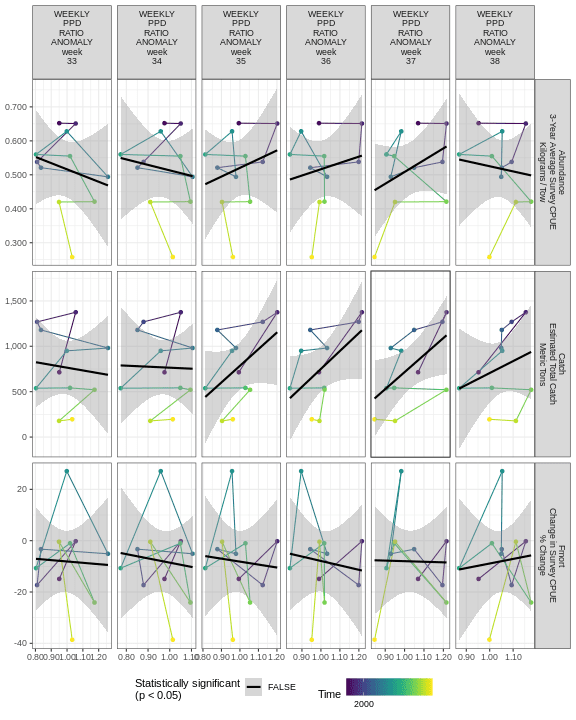 WEEKLY
PPD
RATIO
ANOMALY
week
33
WEEKLY
PPD
RATIO
ANOMALY
week
34
WEEKLY
PPD
RATIO
ANOMALY
week
35
WEEKLY
PPD
RATIO
ANOMALY
week
36
WEEKLY
PPD
RATIO
ANOMALY
week
37
WEEKLY
PPD
RATIO
ANOMALY
week
38
0.700
0.600
0.500
0.400
0.300
Abundance
3-Year Average Survey CPUE
Kilograms/Tow
1,500
1,000
500
0
Catch
Estimated Total Catch
Metric Tons
20
0
-20
-40
Fmort
Change in Survey CPUE
% Change
0.80 0.90 1.00 1.10 1.20
0.80 0.90 1.00 1.10
0.80 0.90 1.00 1.10 1.20
0.90 1.00 1.10 1.20
0.90 1.00 1.10 1.20
0.90 1.00 1.10
Statistically significant
(p < 0.05)
FALSE
Time
2000